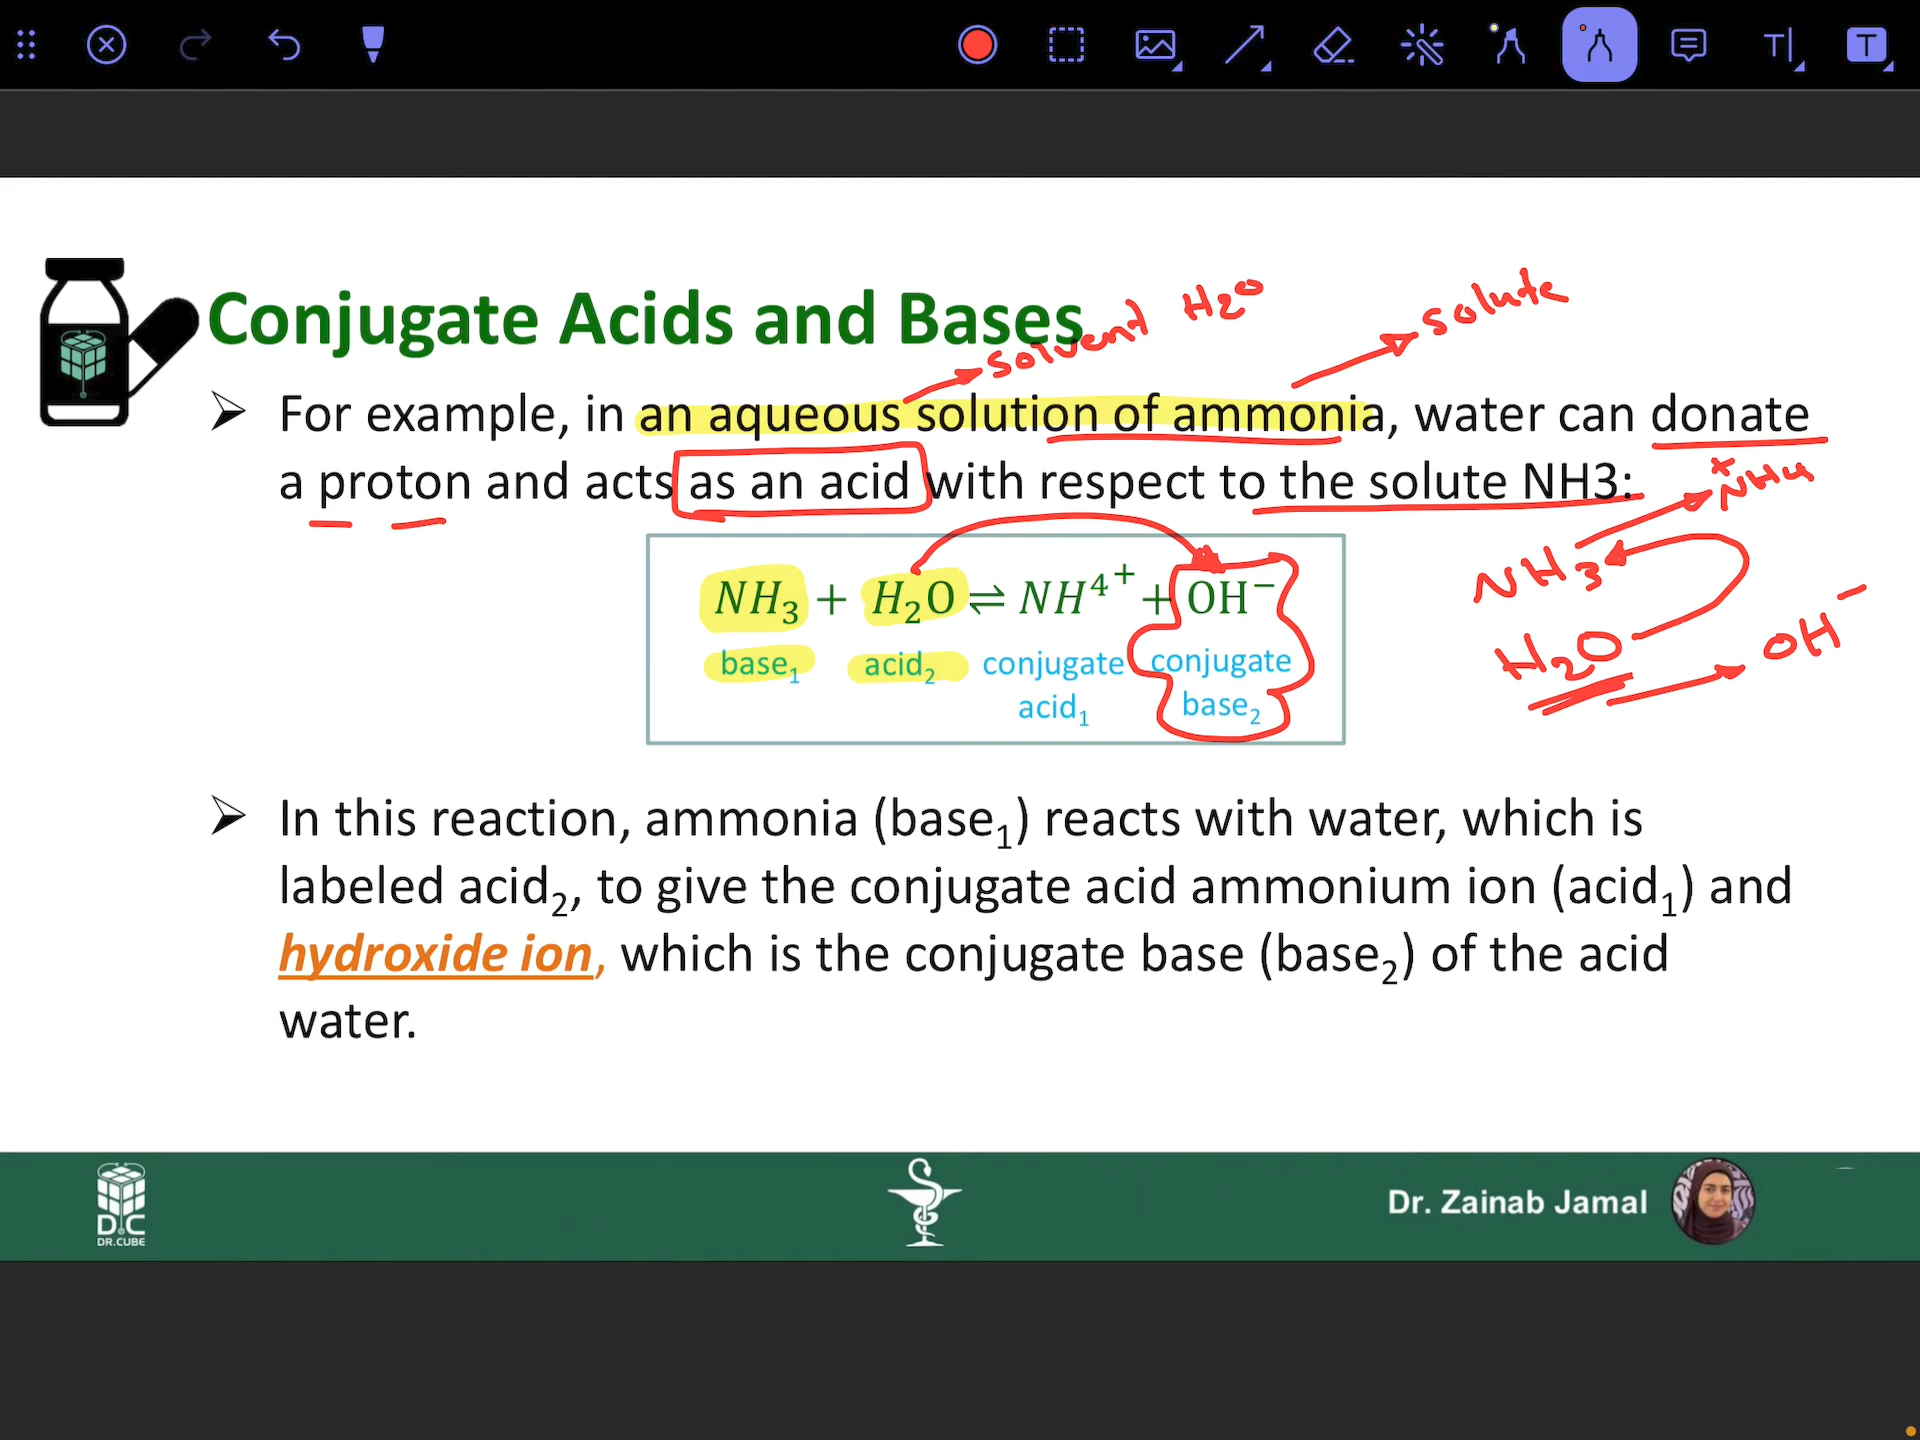 T
T
Conjugate Acids and Bases
solvent H2O
solute
➢ For example, in an aqueous solution of ammonia, water can donate
a proton and acts as an acid with respect to the solute NH3:
+NH4
NH3
H2O
OH−
NH₃ + H₂O ⇌ NH⁴⁺ + OH⁻
base₁ acid₂ conjugate acid₁ conjugate base₂
➢ In this reaction, ammonia (base₁) reacts with water, which is
labeled acid₂, to give the conjugate acid ammonium ion (acid₁) and
hydroxide ion, which is the conjugate base (base₂) of the acid
water.
D C
DR.CUBE
Dr. Zainab Jamal